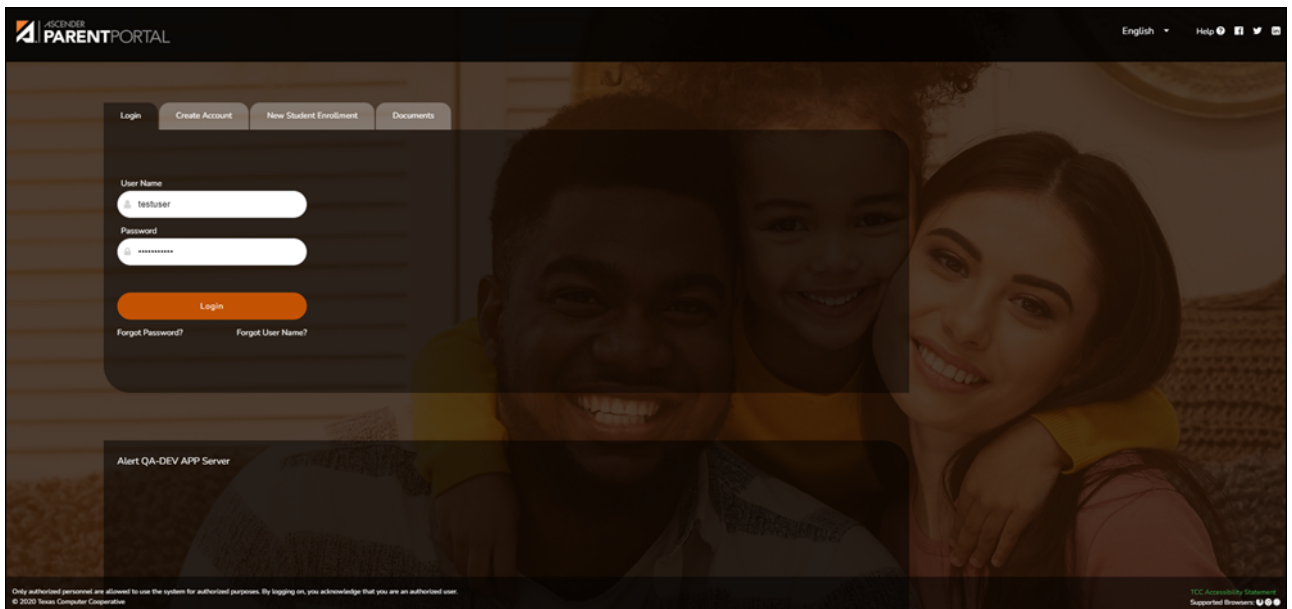 ASCENDER
PARENTPORTAL
English
Help
Login
Create Account
New Student Enrollment
Documents
User Name
testuser
Password
Login
Forgot Password?
Forgot User Name?
Alert QA-DEV APP Server
Only authorized personnel are allowed to use the system for authorized purposes. By logging on, you acknowledge that you are an authorized user.
© 2020 Texas Computer Cooperative
TCC Accessibility Statement
Supported Browsers: